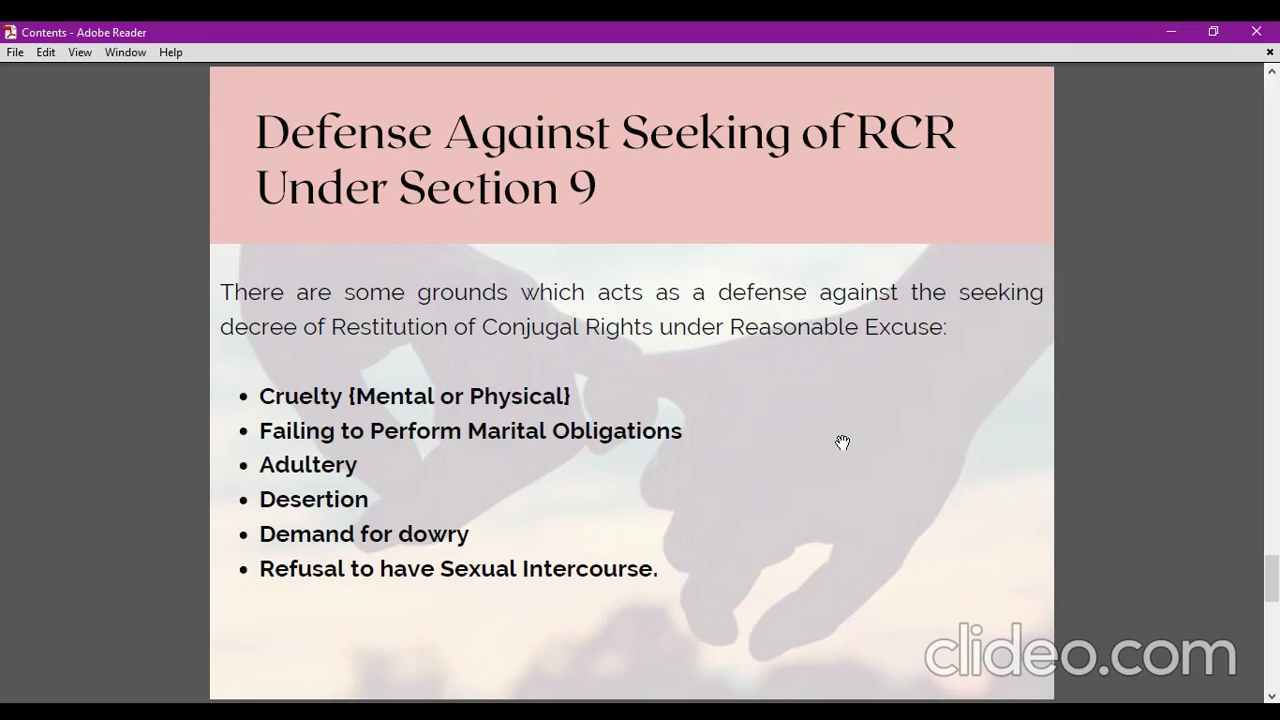 Contents - Adobe Reader
File Edit View Window Help
Defense Against Seeking of RCR
Under Section 9
There are some grounds which acts as a defense against the seeking
decree of Restitution of Conjugal Rights under Reasonable Excuse:
• Cruelty {Mental or Physical}
• Failing to Perform Marital Obligations
• Adultery
• Desertion
• Demand for dowry
• Refusal to have Sexual Intercourse.
clideo.com